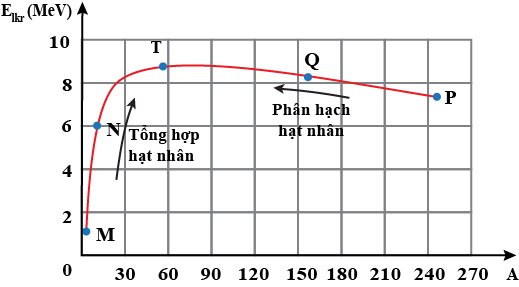 E_lkr (MeV)
10
8
6
4
2
0
T
Q
P
N
M
Tổng hợp
hạt nhân
Phân hạch
hạt nhân
30 60 90 120 150 180 210 240 270 A